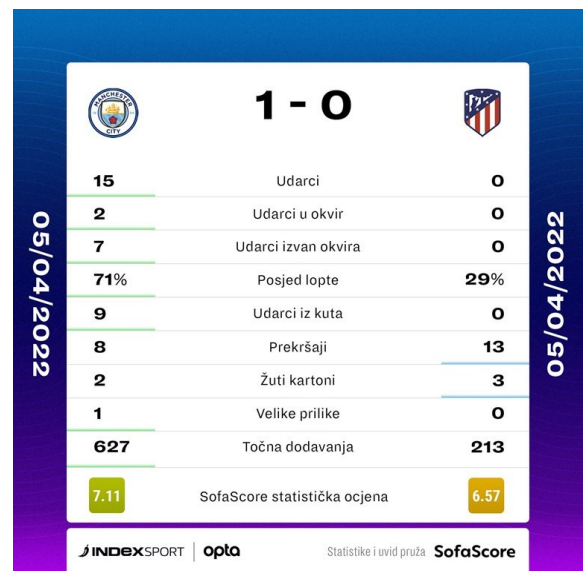 1 - 0
MANCHESTER
CITY
15 Udarci 0
2 Udarci u okvir 0
7 Udarci izvan okvira 0
71% Posjed lopte 29%
9 Udarci iz kuta 0
8 Prekršaji 13
2 Žuti kartoni 3
1 Velike prilike 0
627 Točna dodavanja 213
7.11 SofaScore statistička ocjena 6.57
05/04/2022
05/04/2022
INDEXSPORT | opta Statistike i uvid pruža SofaScore